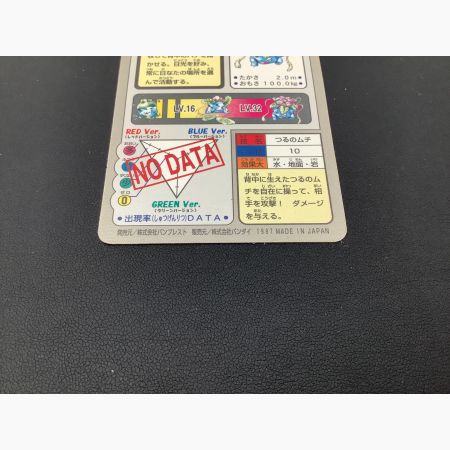 かせる。日光を好み、
常に日なたの場所を選
んで活動する。
たかさ 2.0m
おもさ 100.0kg
LV.16
LV.32
RED Ver.
(レッドバージョン)
BLUE Ver.
(ブルーバージョン)
NO DATA
0
GREEN Ver.
(グリーンバージョン)
●出現率(しゅつげんりつ)DATA●
技名 つるのムチ
10
効果大 水・地面・岩
背中に生えたつるのム
チを自在に操って、相
手を攻撃! ダメージ
を与える。
発売元/株式会社バンプレスト 販売元/株式会社バンダイ 1997 MADE IN JAPAN